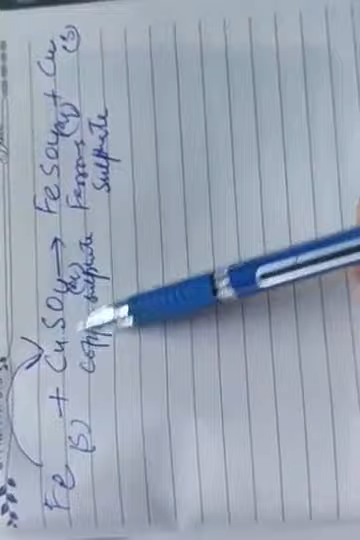 Fe + CuSO4 → FeSO4 + Cu
(s) (aq) (aq) (s)
Copper sulphate Ferrous
sulphate